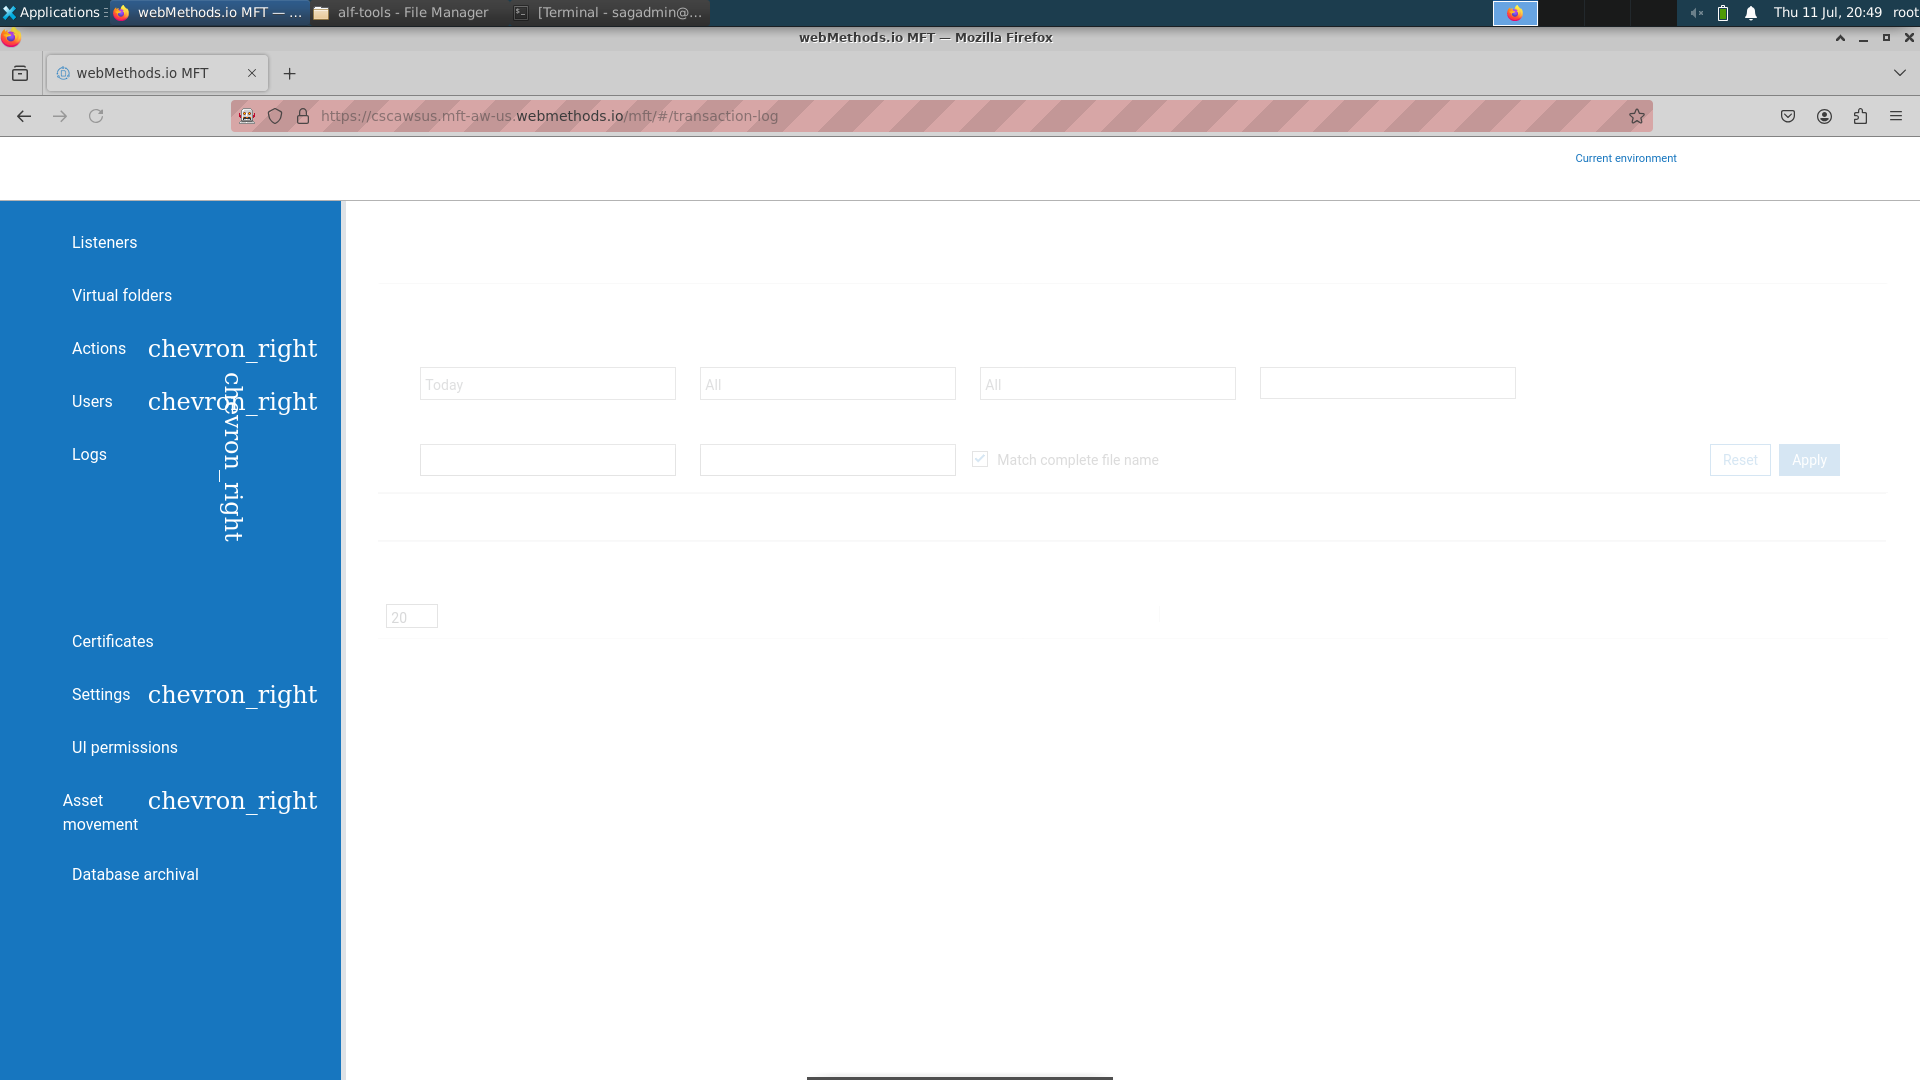 Applications
webMethods.io MFT — ...
alf-tools - File Manager
[Terminal - sagadmin@...
Thu 11 Jul, 20:49
root
webMethods.io MFT — Mozilla Firefox
webMethods.io MFT
https://cscawsus.mft-aw-us.webmethods.io/mft/#/transaction-log
Current environment
Listeners
Virtual folders
Actions chevron_right
Users chevron_right
Logs chevron_right
Certificates
Settings chevron_right
UI permissions
Asset chevron_right
movement
Database archival
Today
All
All
Match complete file name
Reset
Apply
20